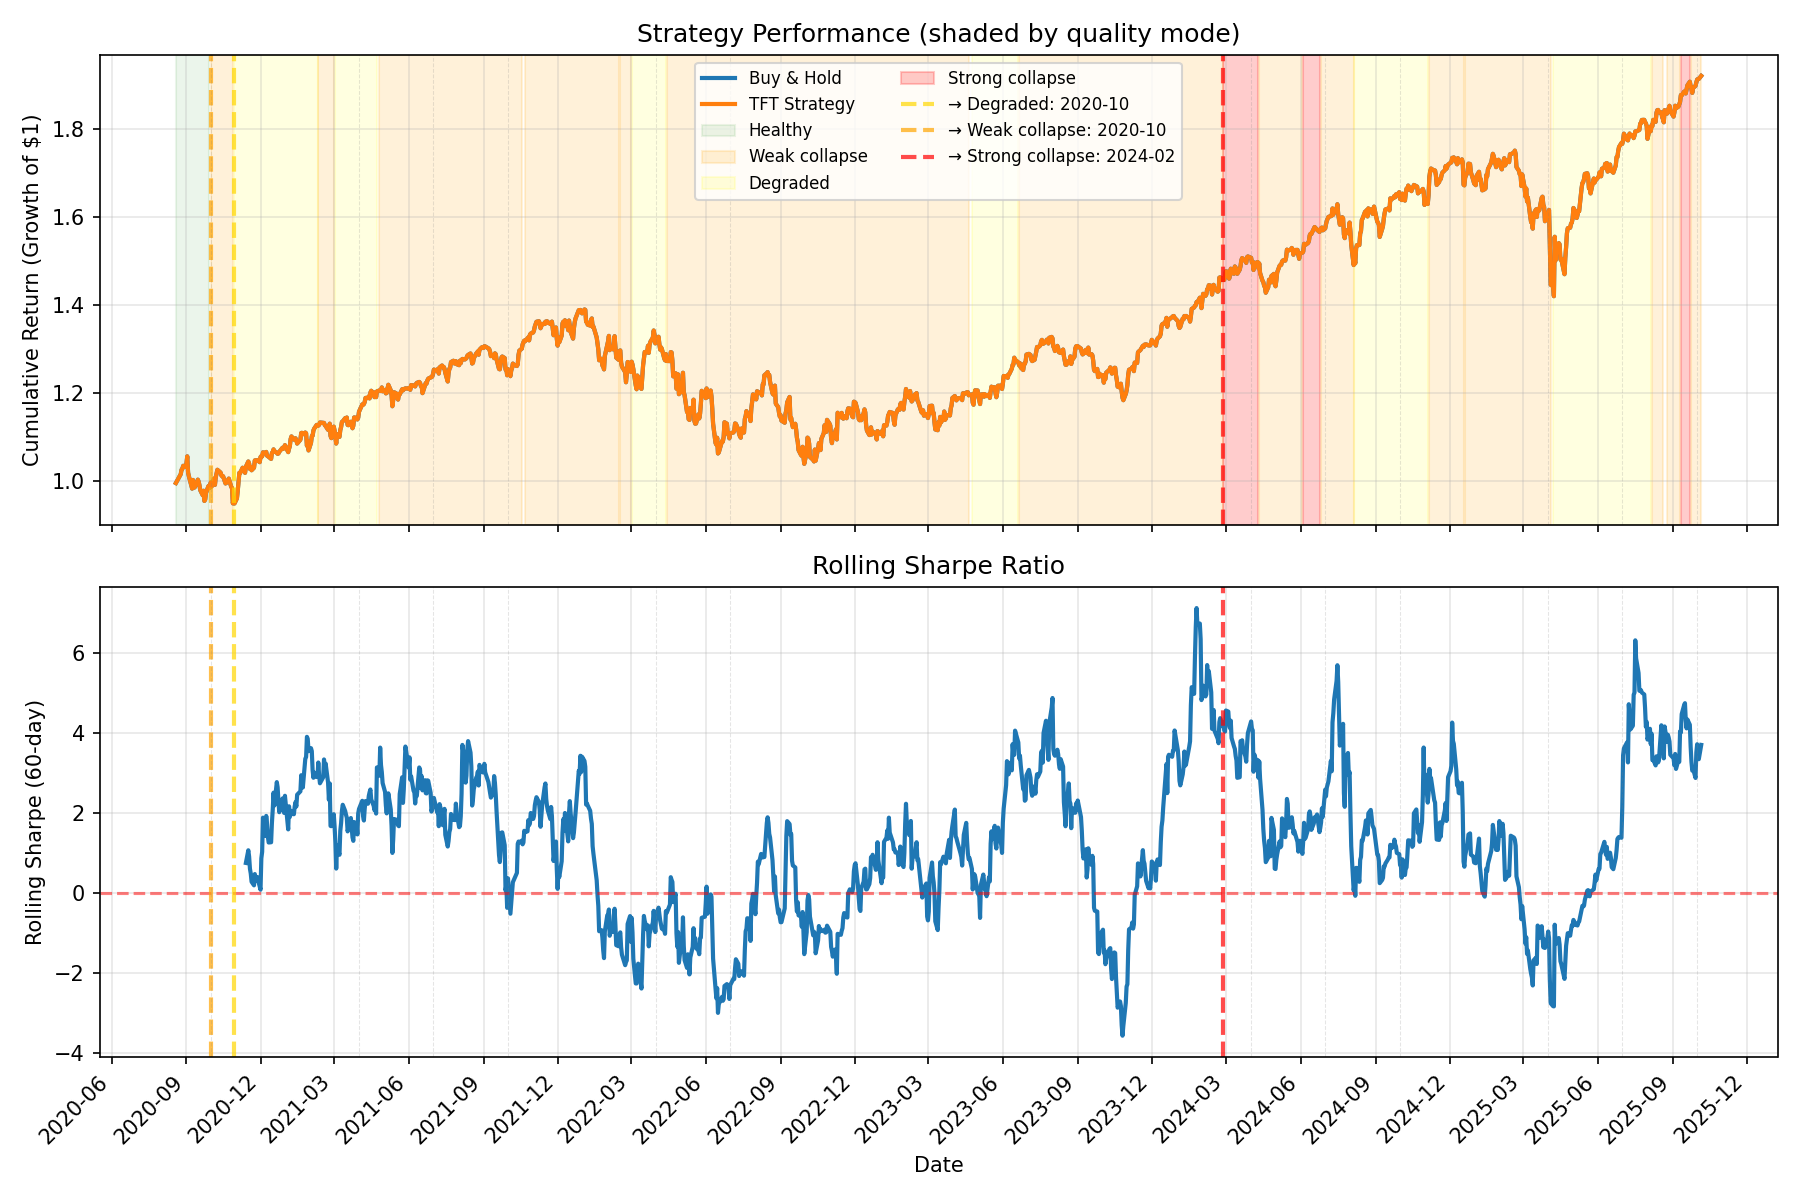 Strategy Performance (shaded by quality mode)
Cumulative Return (Growth of $1)
1.8
1.6
1.4
1.2
1.0
Buy & Hold
TFT Strategy
Healthy
Weak collapse
Degraded
Strong collapse
→ Degraded: 2020-10
→ Weak collapse: 2020-10
→ Strong collapse: 2024-02
Rolling Sharpe Ratio
Rolling Sharpe (60-day)
6
4
2
0
−2
−4
2020-06
2020-09
2020-12
2021-03
2021-06
2021-09
2021-12
2022-03
2022-06
2022-09
2022-12
2023-03
2023-06
2023-09
2023-12
2024-03
2024-06
2024-09
2024-12
2025-03
2025-06
2025-09
2025-12
Date